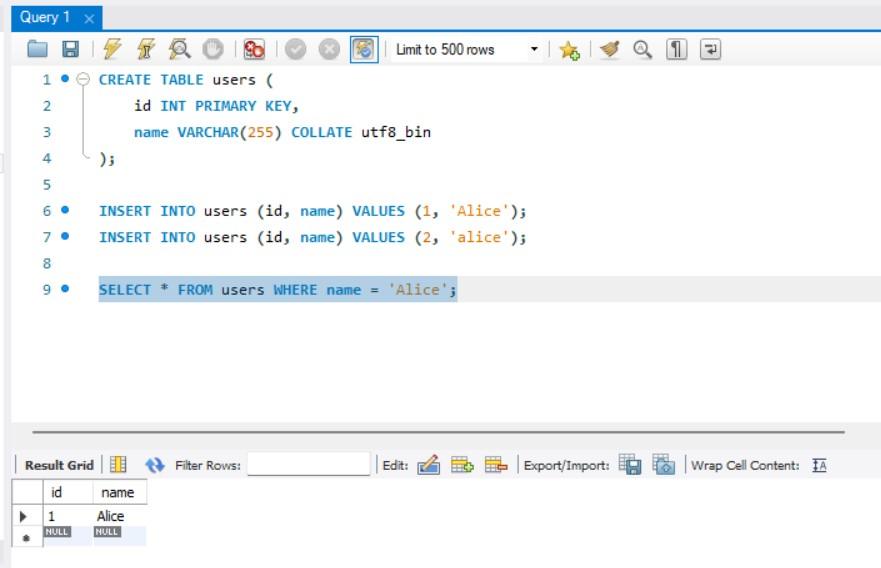 Query 1
Limit to 500 rows
1 CREATE TABLE users (
2 id INT PRIMARY KEY,
3 name VARCHAR(255) COLLATE utf8_bin
4 );
5
6 INSERT INTO users (id, name) VALUES (1, 'Alice');
7 INSERT INTO users (id, name) VALUES (2, 'alice');
8
9 SELECT * FROM users WHERE name = 'Alice';
Result Grid Filter Rows: Edit: Export/Import: Wrap Cell Content:
id name
1 Alice
NULL NULL